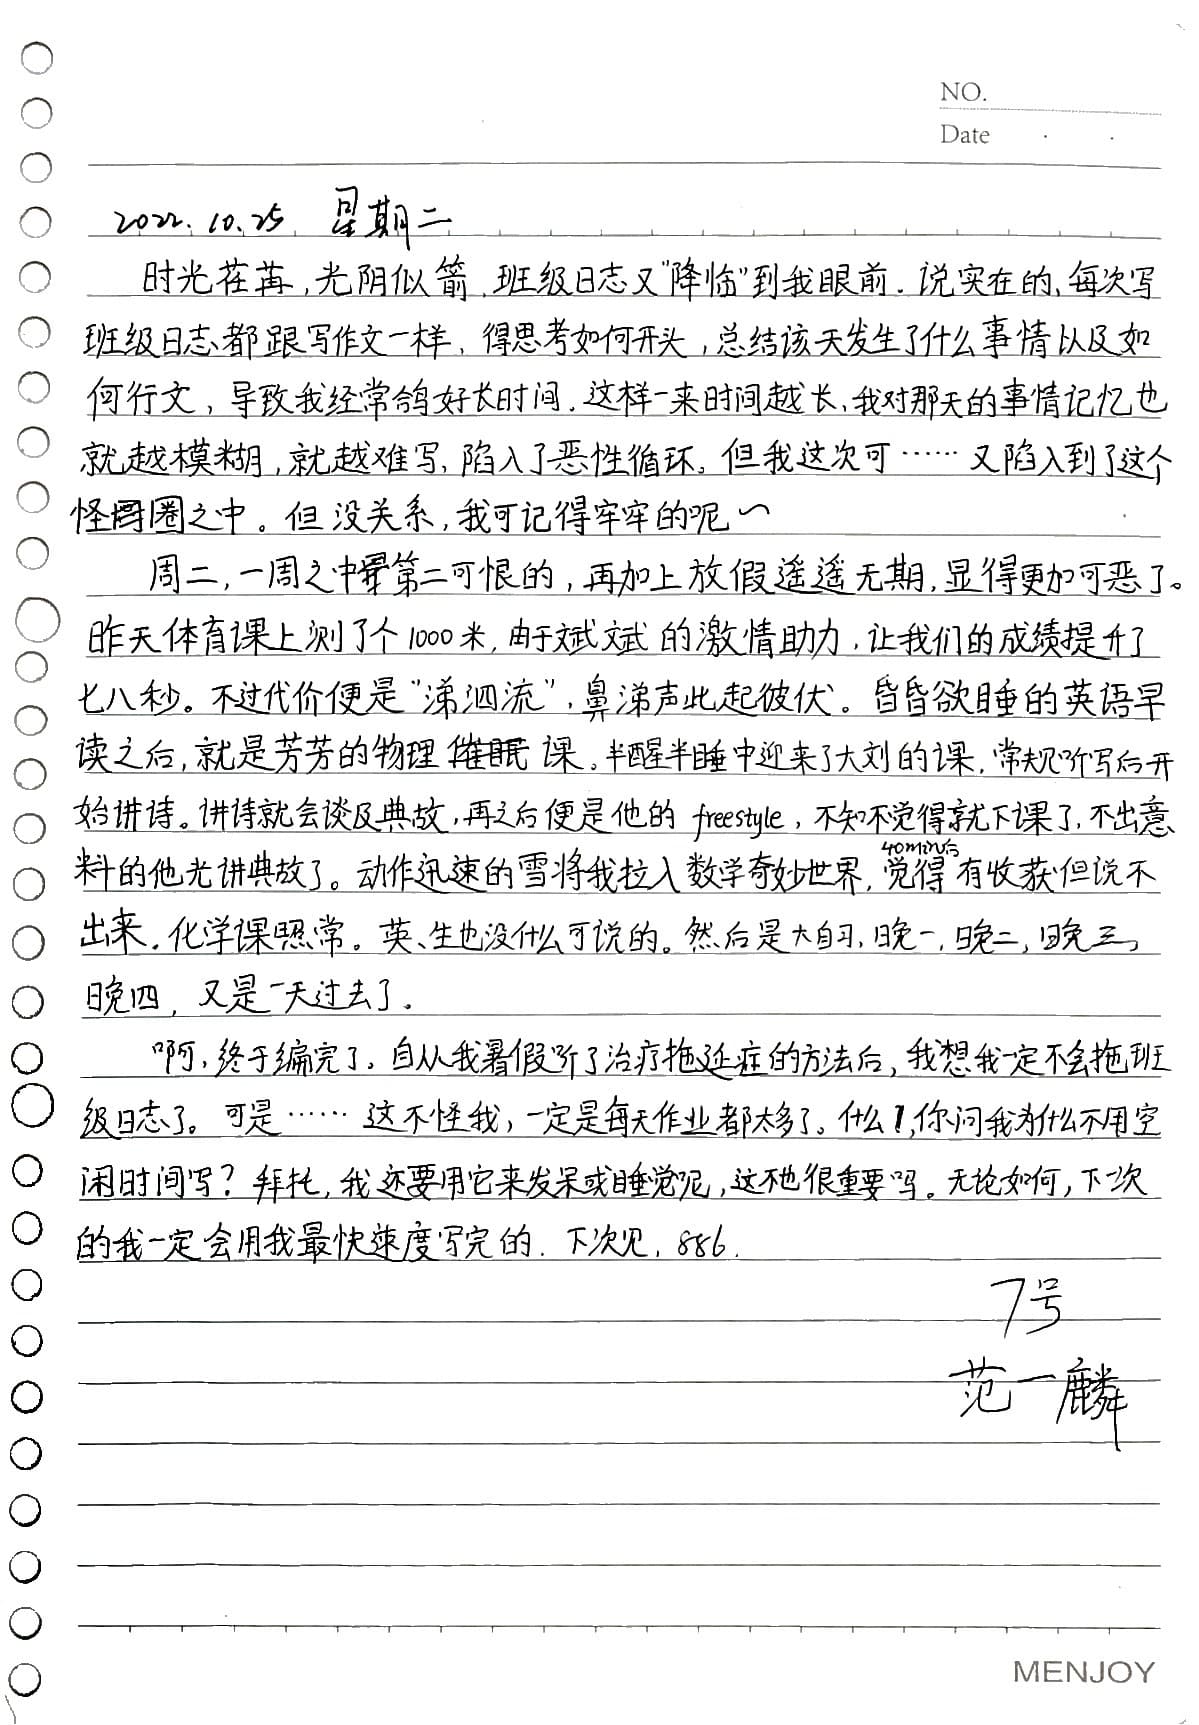 NO.
Date
2022.10.25 星期二
时光荏苒,光阴似箭,班级日志又"降临"到我眼前.说实在的,每次写
班级日志都跟写作文一样,得思考如何开头,总结该天发生了什么事情以及如
何行文,导致我经常鸽好长时间.这样一来时间越长,我对那天的事情记忆也
就越模糊,就越难写,陷入了恶性循环。但我这次可……又陷入到了这个
怪圈之中。但没关系,我可记得牢牢的呢~
周二,一周之中第二可恨的,再加上放假遥遥无期,显得更加可恶了。
昨天体育课上测了个1000米,由于斌斌的激情助力,让我们的成绩提升了
七八秒。不过代价便是"涕泗流",鼻涕声此起彼伏。昏昏欲睡的英语早
读之后,就是芳芳的物理催眠课。半醒半睡中迎来了大刘的课,常规听写后开
始讲诗。讲诗就会谈及典故,再之后便是他的freestyle,不知不觉得就下课了,不出意
料的他光讲典故了。动作迅速的雪将我拉入数学奇妙世界,40mins觉得有收获但说不
出来.化学课照常。英、生也没什么可说的。然后是大自习,晚一,晚二,晚三,
晚四,又是一天过去了.
啊,终于编完了。自从我暑假听了治疗拖延症的方法后,我想我一定不会拖班
级日志了。可是……这不怪我,一定是每天作业都太多了。什么!,你问我为什么不用空
闲时间写?拜托,我还要用它来发呆或睡觉呢,这不也很重要吗。无论如何,下一次
的我一定会用我最快速度写完的.下次见,886.
7号
范一麟
MENJOY